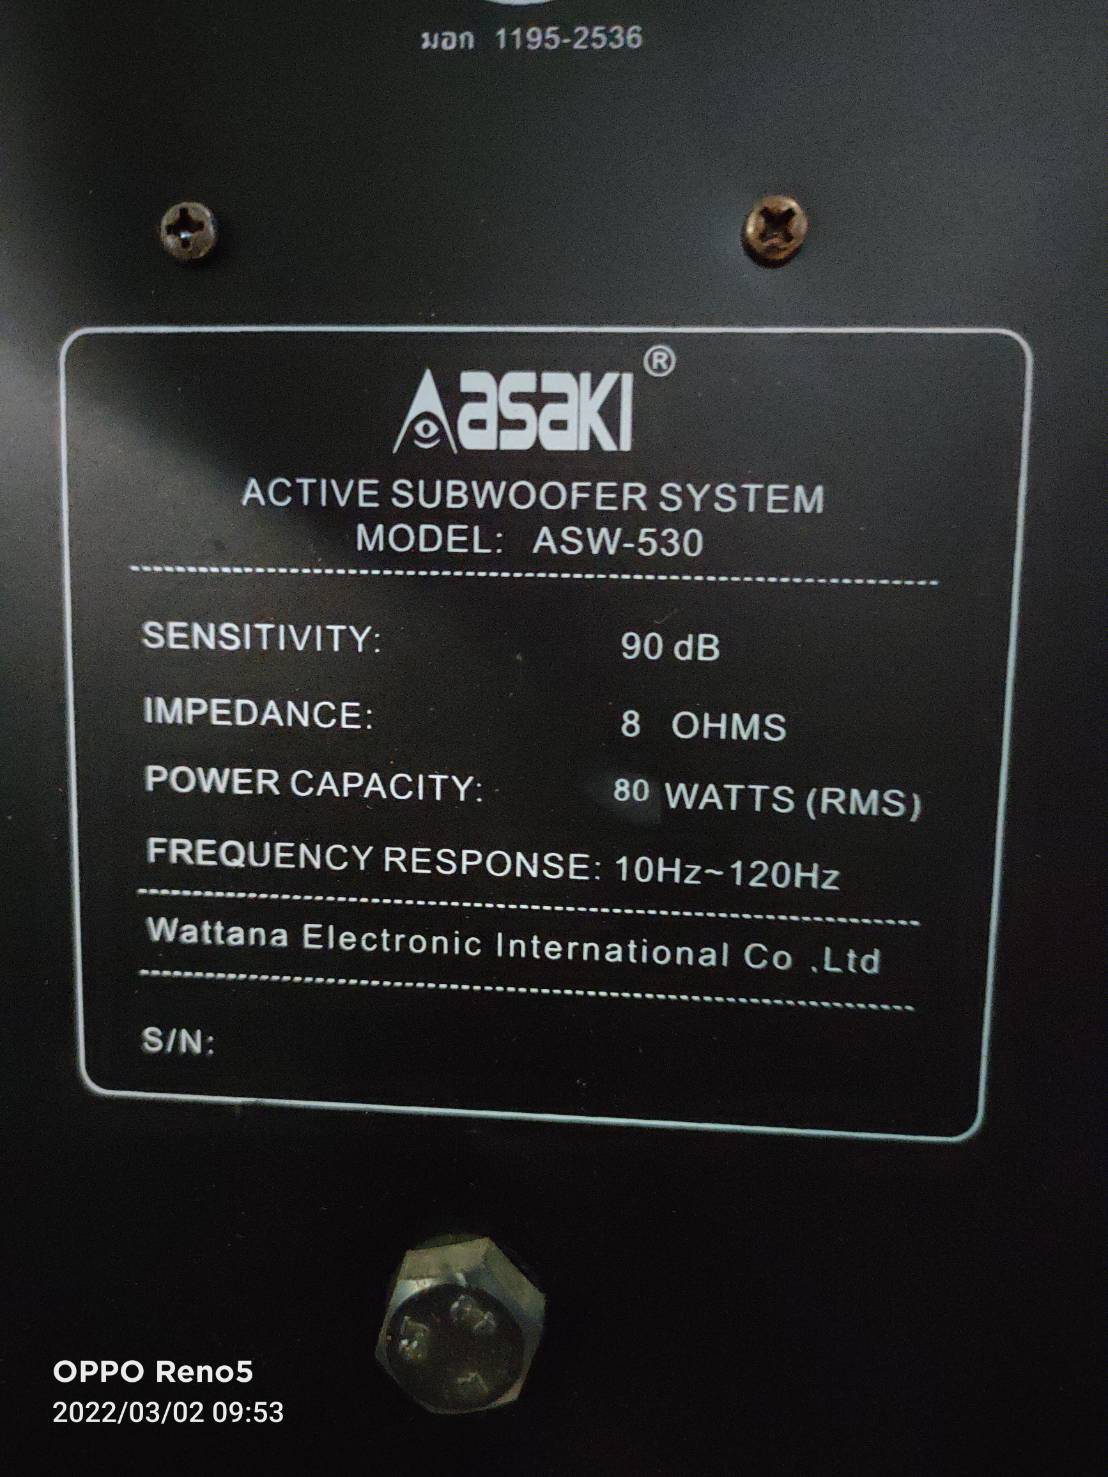 มอก 1195-2536
asaki®
ACTIVE SUBWOOFER SYSTEM
MODEL: ASW-530
SENSITIVITY: 90 dB
IMPEDANCE: 8 OHMS
POWER CAPACITY: 80 WATTS (RMS)
FREQUENCY RESPONSE: 10Hz~120Hz
Wattana Electronic International Co .Ltd
S/N:
OPPO Reno5
2022/03/02 09:53